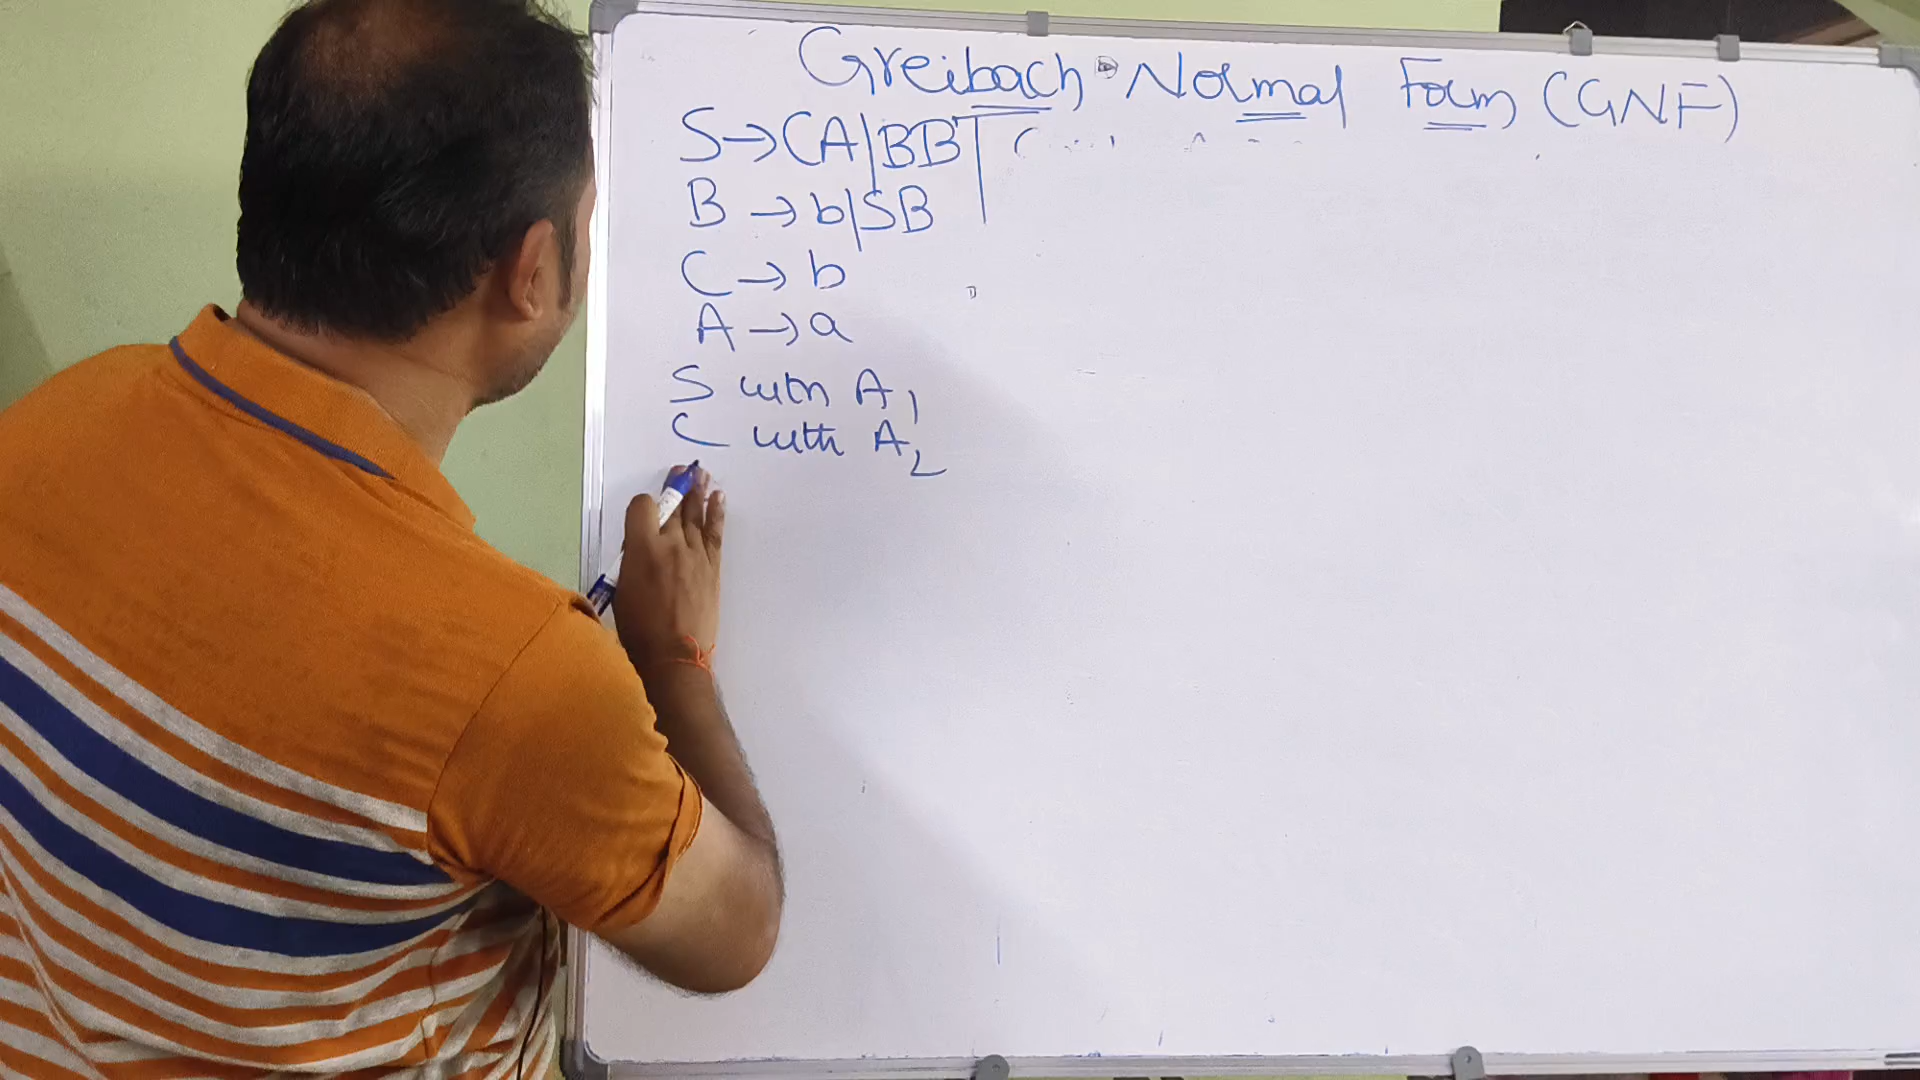 Greibach Normal Form (GNF)
S → CA|BB
B → b|SB
C → b
A → a
S with A1
C with A2